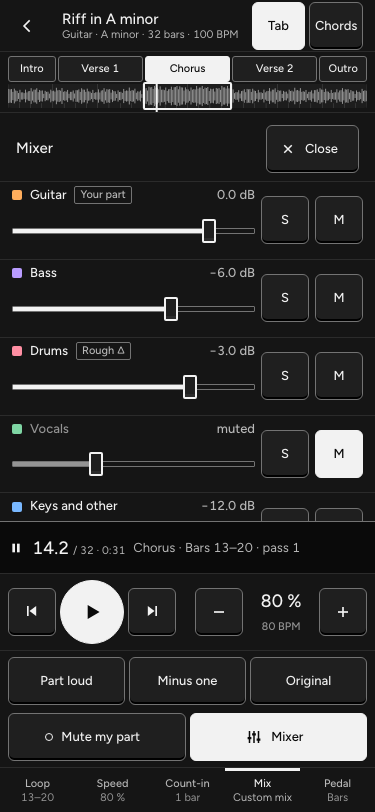 Riff in A minor
Guitar · A minor · 32 bars · 100 BPM
Tab
Chords
Intro
Verse 1
Chorus
Verse 2
Outro
Mixer
× Close
Guitar
Your part
0.0 dB
S
M
Bass
−6.0 dB
S
M
Drums
Rough Δ
−3.0 dB
S
M
Vocals
muted
S
M
Keys and other
−12.0 dB
14.2 / 32 · 0:31
Chorus · Bars 13–20 · pass 1
−
80 %
80 BPM
+
Part loud
Minus one
Original
Mute my part
Mixer
Loop
13–20
Speed
80 %
Count-in
1 bar
Mix
Custom mix
Pedal
Bars